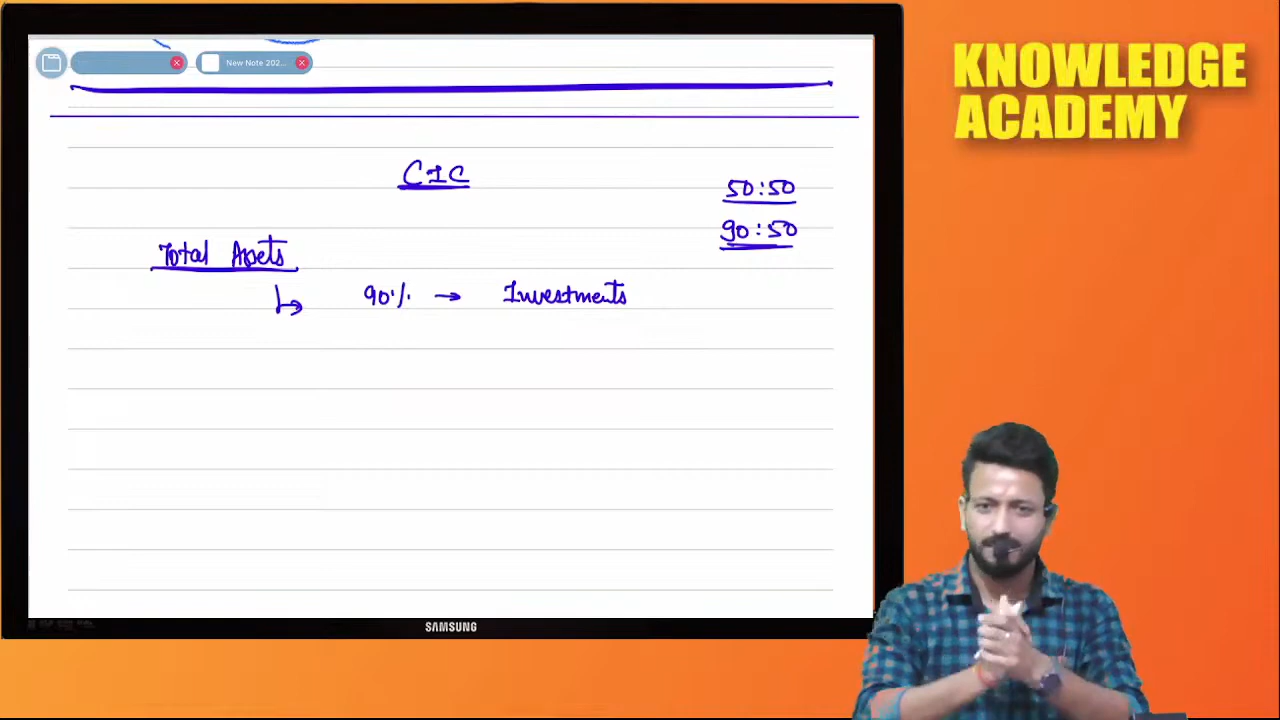 KNOWLEDGE
ACADEMY
New Note 202...
CIC
50:50
90:50
Total Assets
↳ 90% → Investments
SAMSUNG